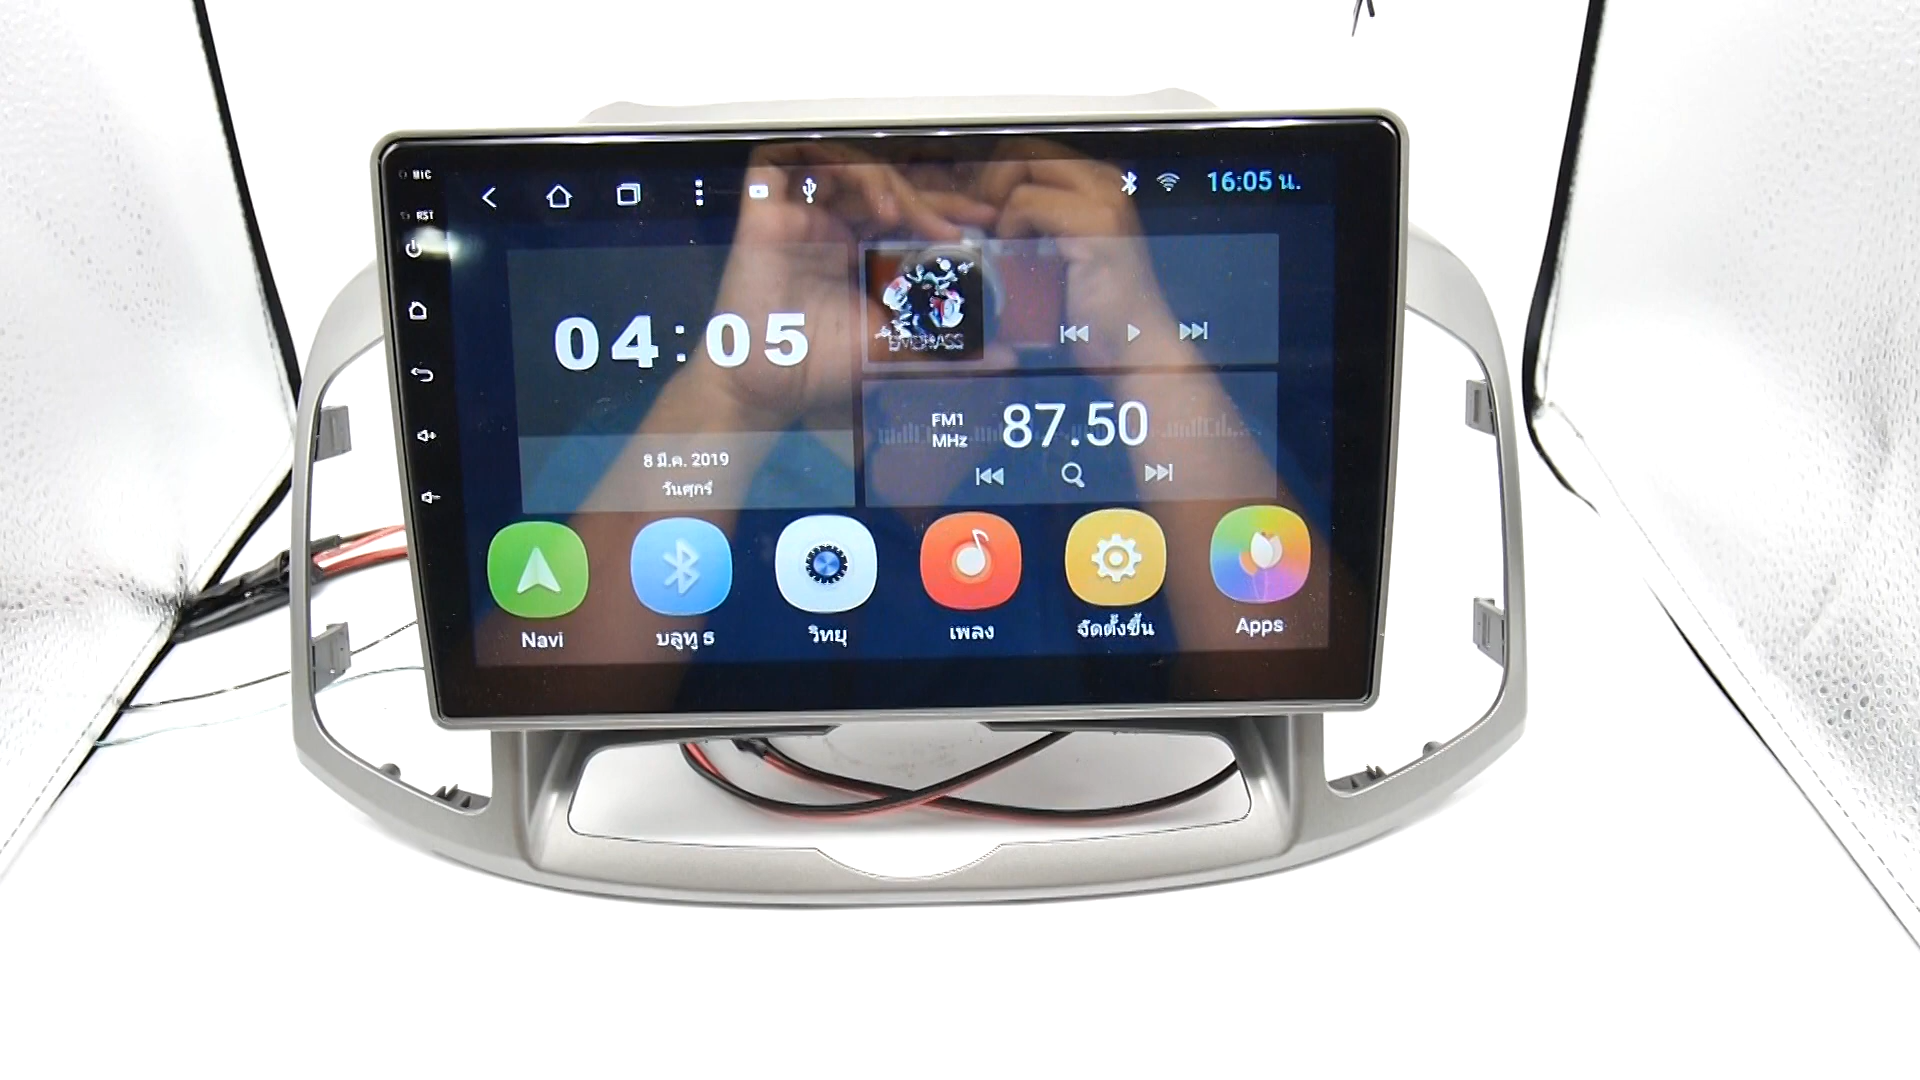 MIC
RST
16:05 น.
04:05
8 มี.ค. 2019
วันศุกร์
FM1
MHz
87.50
Navi
บลูทู ธ
วิทยุ
เพลง
จัดตั้งขึ้น
Apps